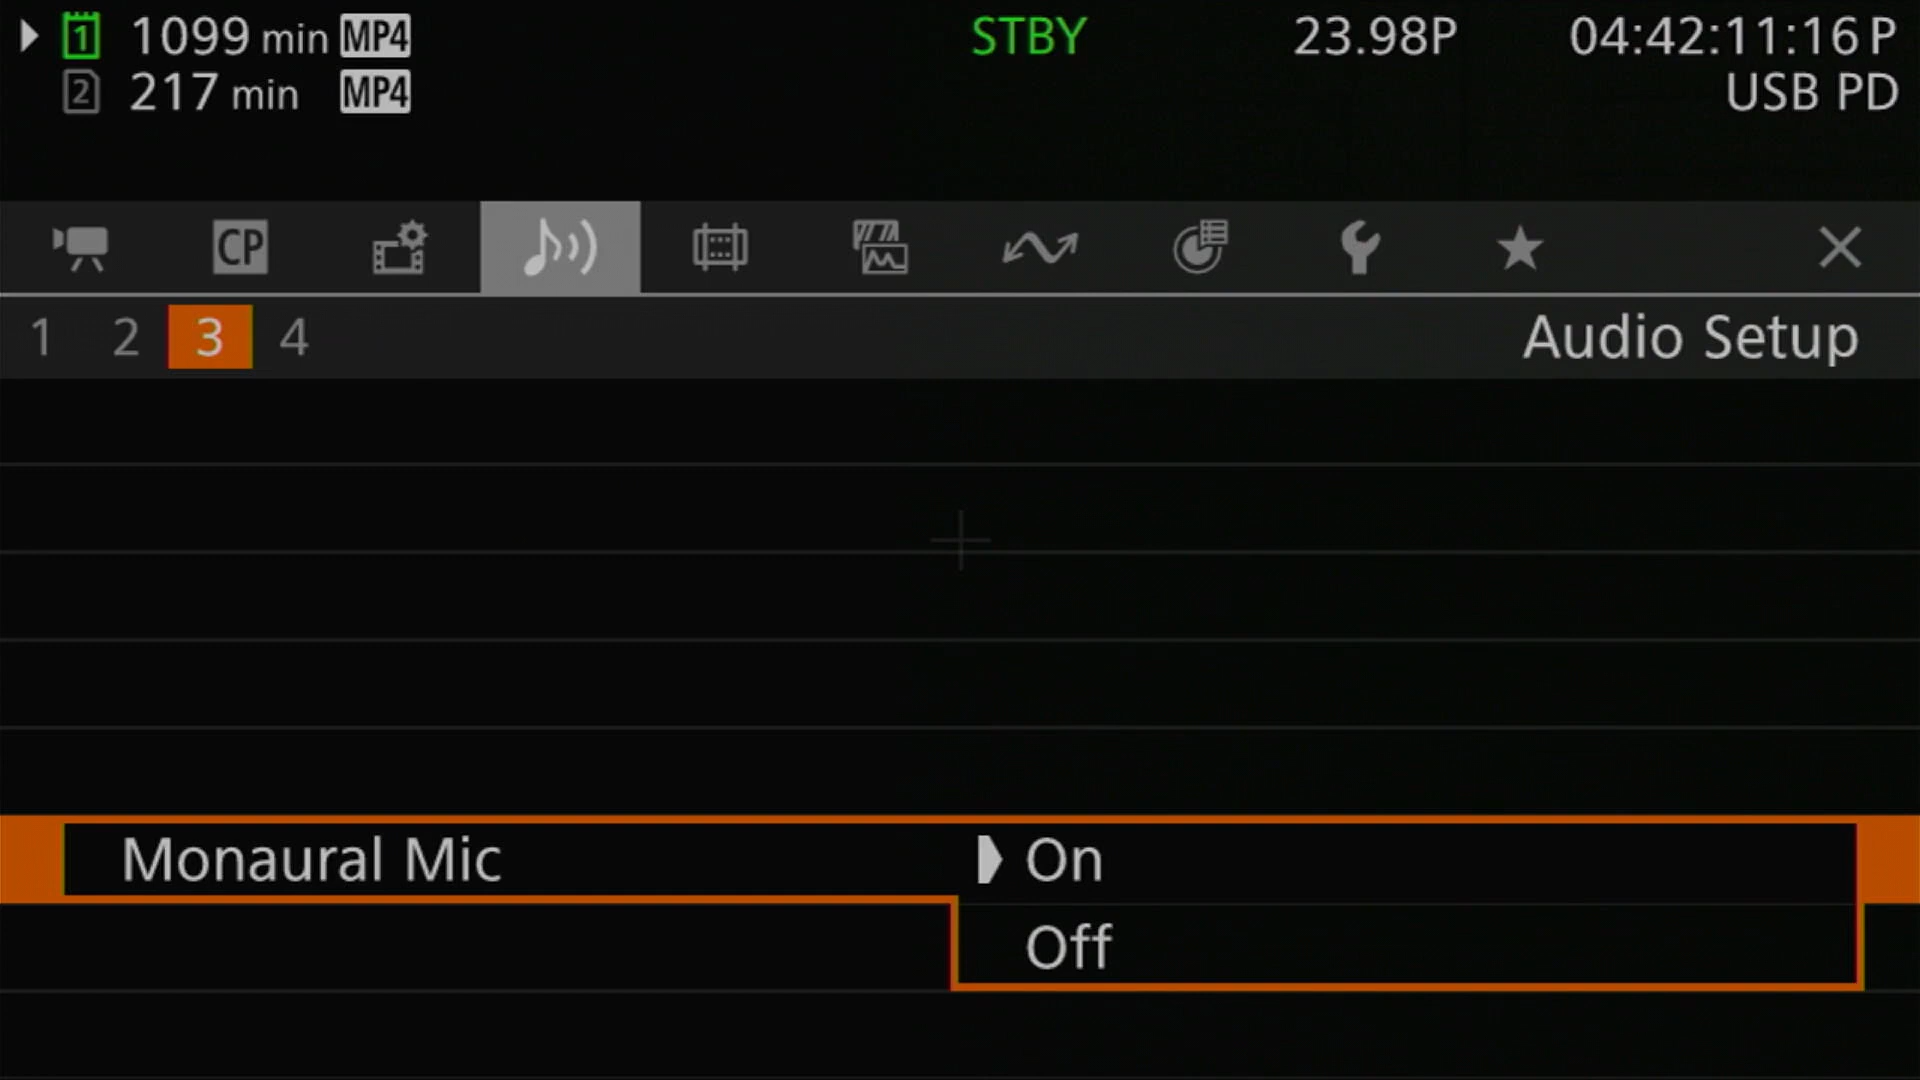 1 1099 min MP4 STBY 23.98P 04:42:11:16 P
2 217 min MP4 USB PD
CP
1 2 3 4 Audio Setup
Monaural Mic On
Off